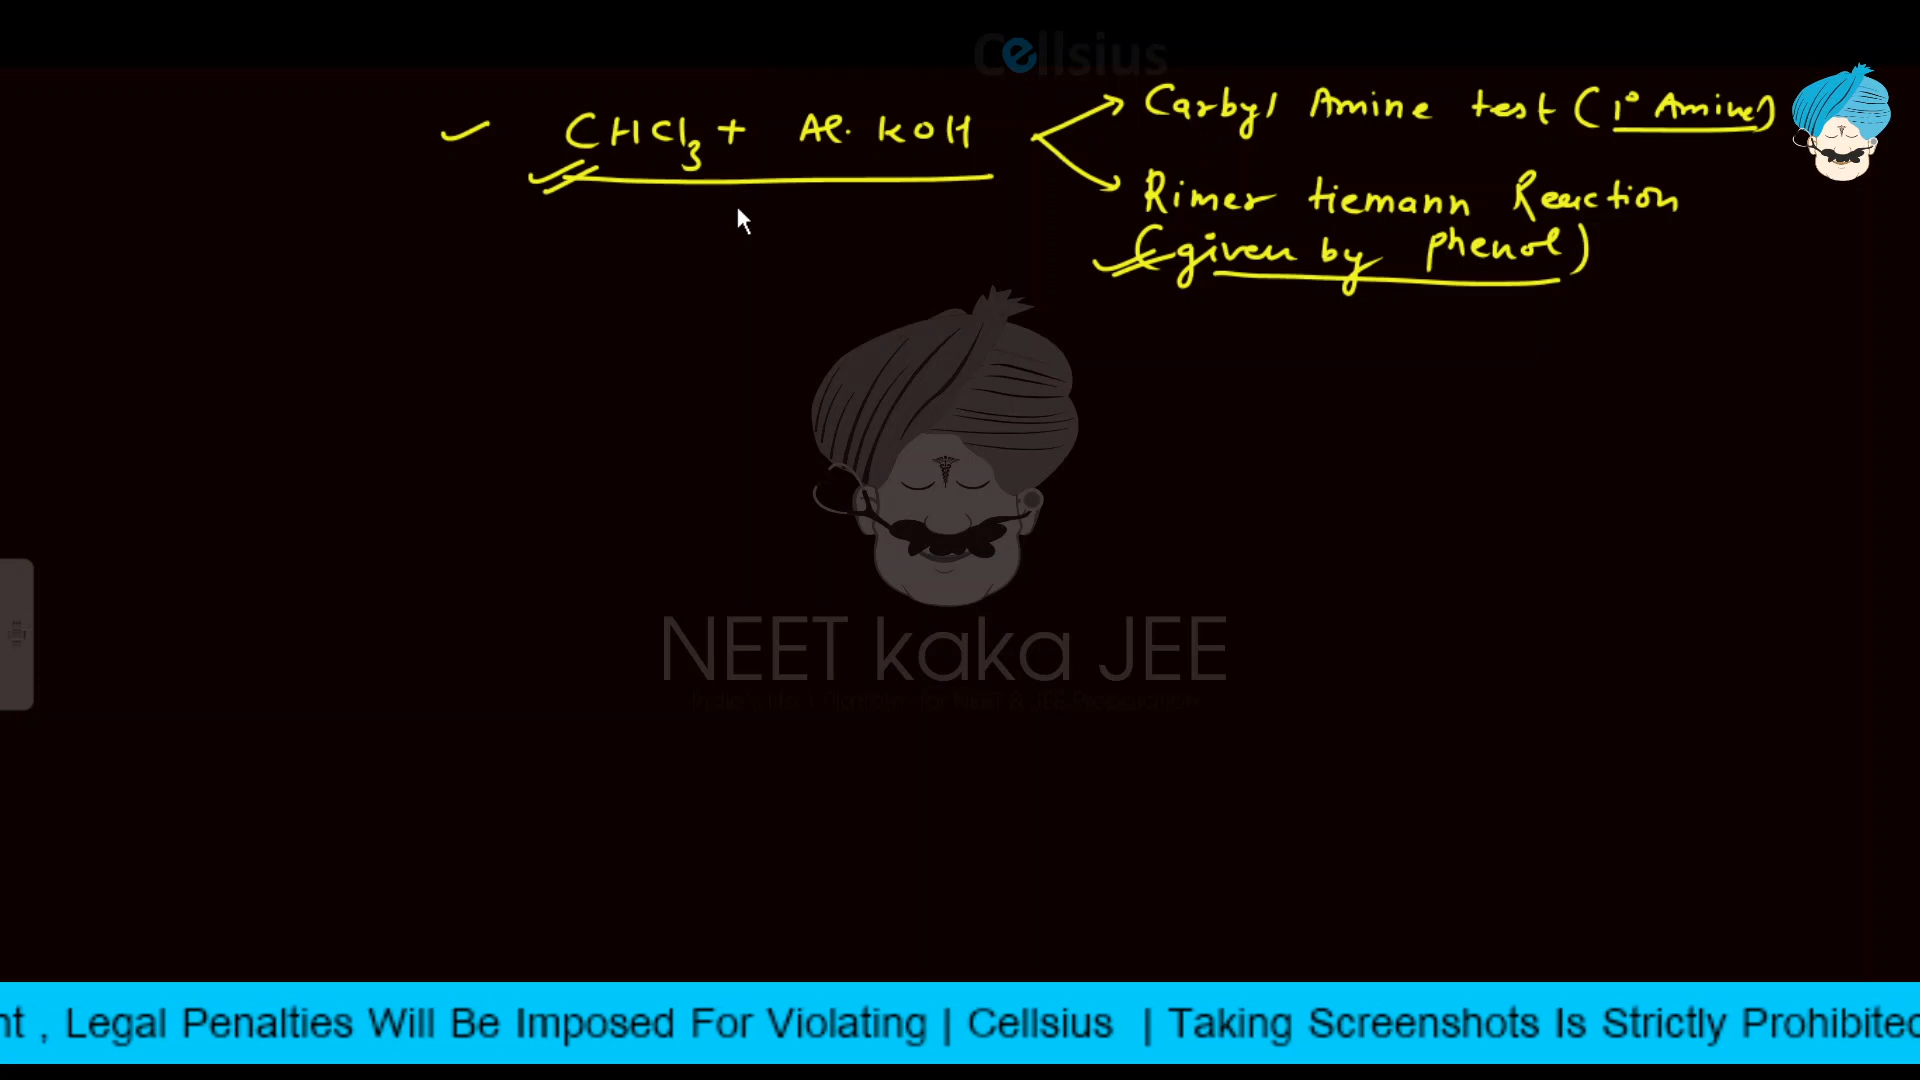 Cellsius
CHCl3 + Al. KOH
Carbyl Amine test (1° Amine)
Rimer tiemann Reaction
(given by phenol)
NEET kaka JEE
nt , Legal Penalties Will Be Imposed For Violating | Cellsius | Taking Screenshots Is Strictly Prohibited